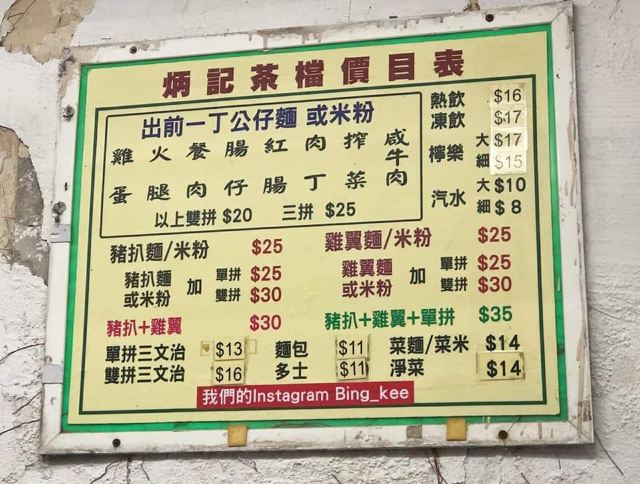 炳記茶檔價目表
出前一丁公仔麵 或米粉
雞蛋 火腿 餐肉 腸仔 紅腸 肉丁 搾菜 咸牛肉
以上雙拼 $20 三拼 $25
熱飲 $16
凍飲 $17
檸樂 大 $17
細 $15
汽水 大 $10
細 $8
豬扒麵/米粉 $25 雞翼麵/米粉 $25
豬扒麵或米粉 加 單拼 $25 雙拼 $30
雞翼麵或米粉 加 單拼 $25 雙拼 $30
豬扒+雞翼 $30 豬扒+雞翼+單拼 $35
單拼三文治 $13 麵包 $11 菜麵/菜米 $14
雙拼三文治 $16 多士 $11 淨菜 $14
我們的Instagram Bing_kee